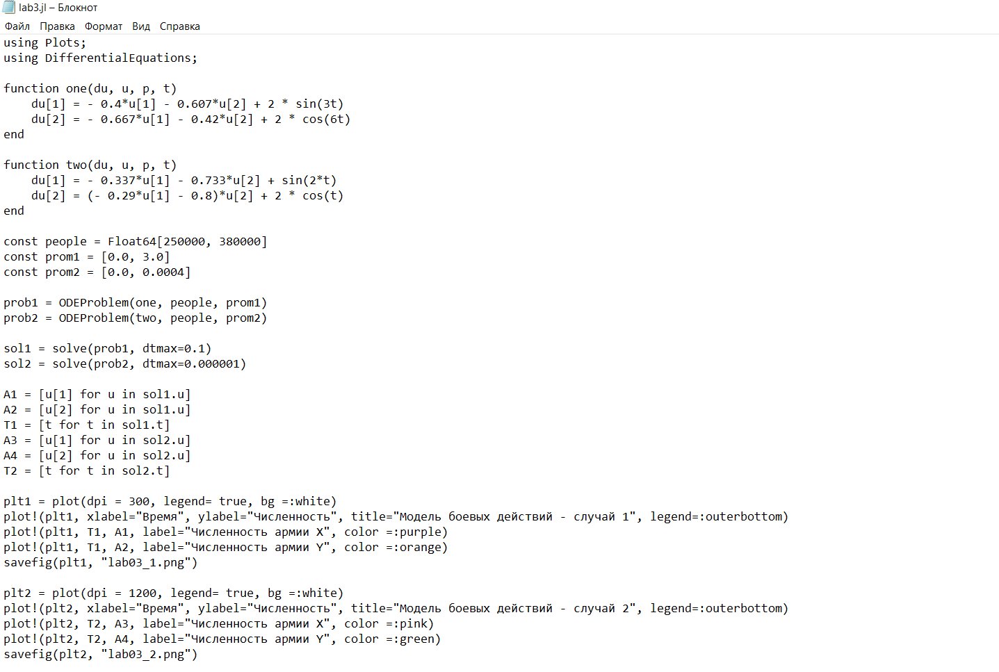 lab3.jl – Блокнот
Файл Правка Формат Вид Справка
using Plots;
using DifferentialEquations;

function one(du, u, p, t)
    du[1] = - 0.4*u[1] - 0.607*u[2] + 2 * sin(3t)
    du[2] = - 0.667*u[1] - 0.42*u[2] + 2 * cos(6t)
end

function two(du, u, p, t)
    du[1] = - 0.337*u[1] - 0.733*u[2] + sin(2*t)
    du[2] = (- 0.29*u[1] - 0.8)*u[2] + 2 * cos(t)
end

const people = Float64[250000, 380000]
const prom1 = [0.0, 3.0]
const prom2 = [0.0, 0.0004]

prob1 = ODEProblem(one, people, prom1)
prob2 = ODEProblem(two, people, prom2)

sol1 = solve(prob1, dtmax=0.1)
sol2 = solve(prob2, dtmax=0.000001)

A1 = [u[1] for u in sol1.u]
A2 = [u[2] for u in sol1.u]
T1 = [t for t in sol1.t]
A3 = [u[1] for u in sol2.u]
A4 = [u[2] for u in sol2.u]
T2 = [t for t in sol2.t]

plt1 = plot(dpi = 300, legend= true, bg =:white)
plot!(plt1, xlabel="Время", ylabel="Численность", title="Модель боевых действий - случай 1", legend=:outerbottom)
plot!(plt1, T1, A1, label="Численность армии X", color =:purple)
plot!(plt1, T1, A2, label="Численность армии Y", color =:orange)
savefig(plt1, "lab03_1.png")

plt2 = plot(dpi = 1200, legend= true, bg =:white)
plot!(plt2, xlabel="Время", ylabel="Численность", title="Модель боевых действий - случай 2", legend=:outerbottom)
plot!(plt2, T2, A3, label="Численность армии X", color =:pink)
plot!(plt2, T2, A4, label="Численность армии Y", color =:green)
savefig(plt2, "lab03_2.png")